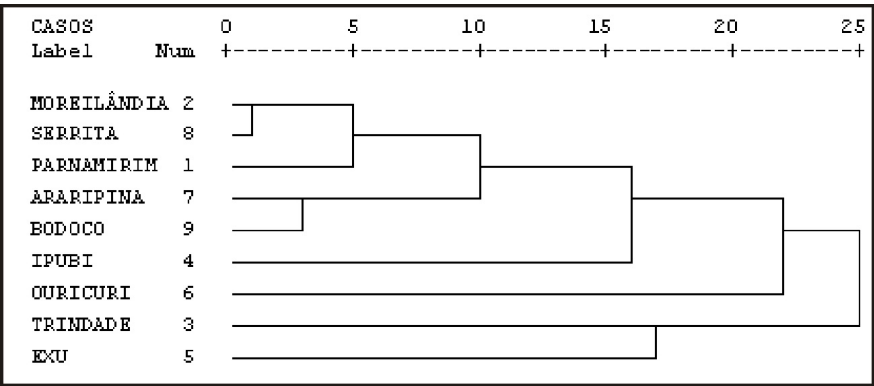 CASOS 0 5 10 15 20 25
Label Num +---------+---------+---------+---------+---------+
MOREILÂNDIA 2
SERRITA 8
PARNAMIRIM 1
ARARIPINA 7
BODOCO 9
IPUBI 4
OURICURI 6
TRINDADE 3
EXU 5